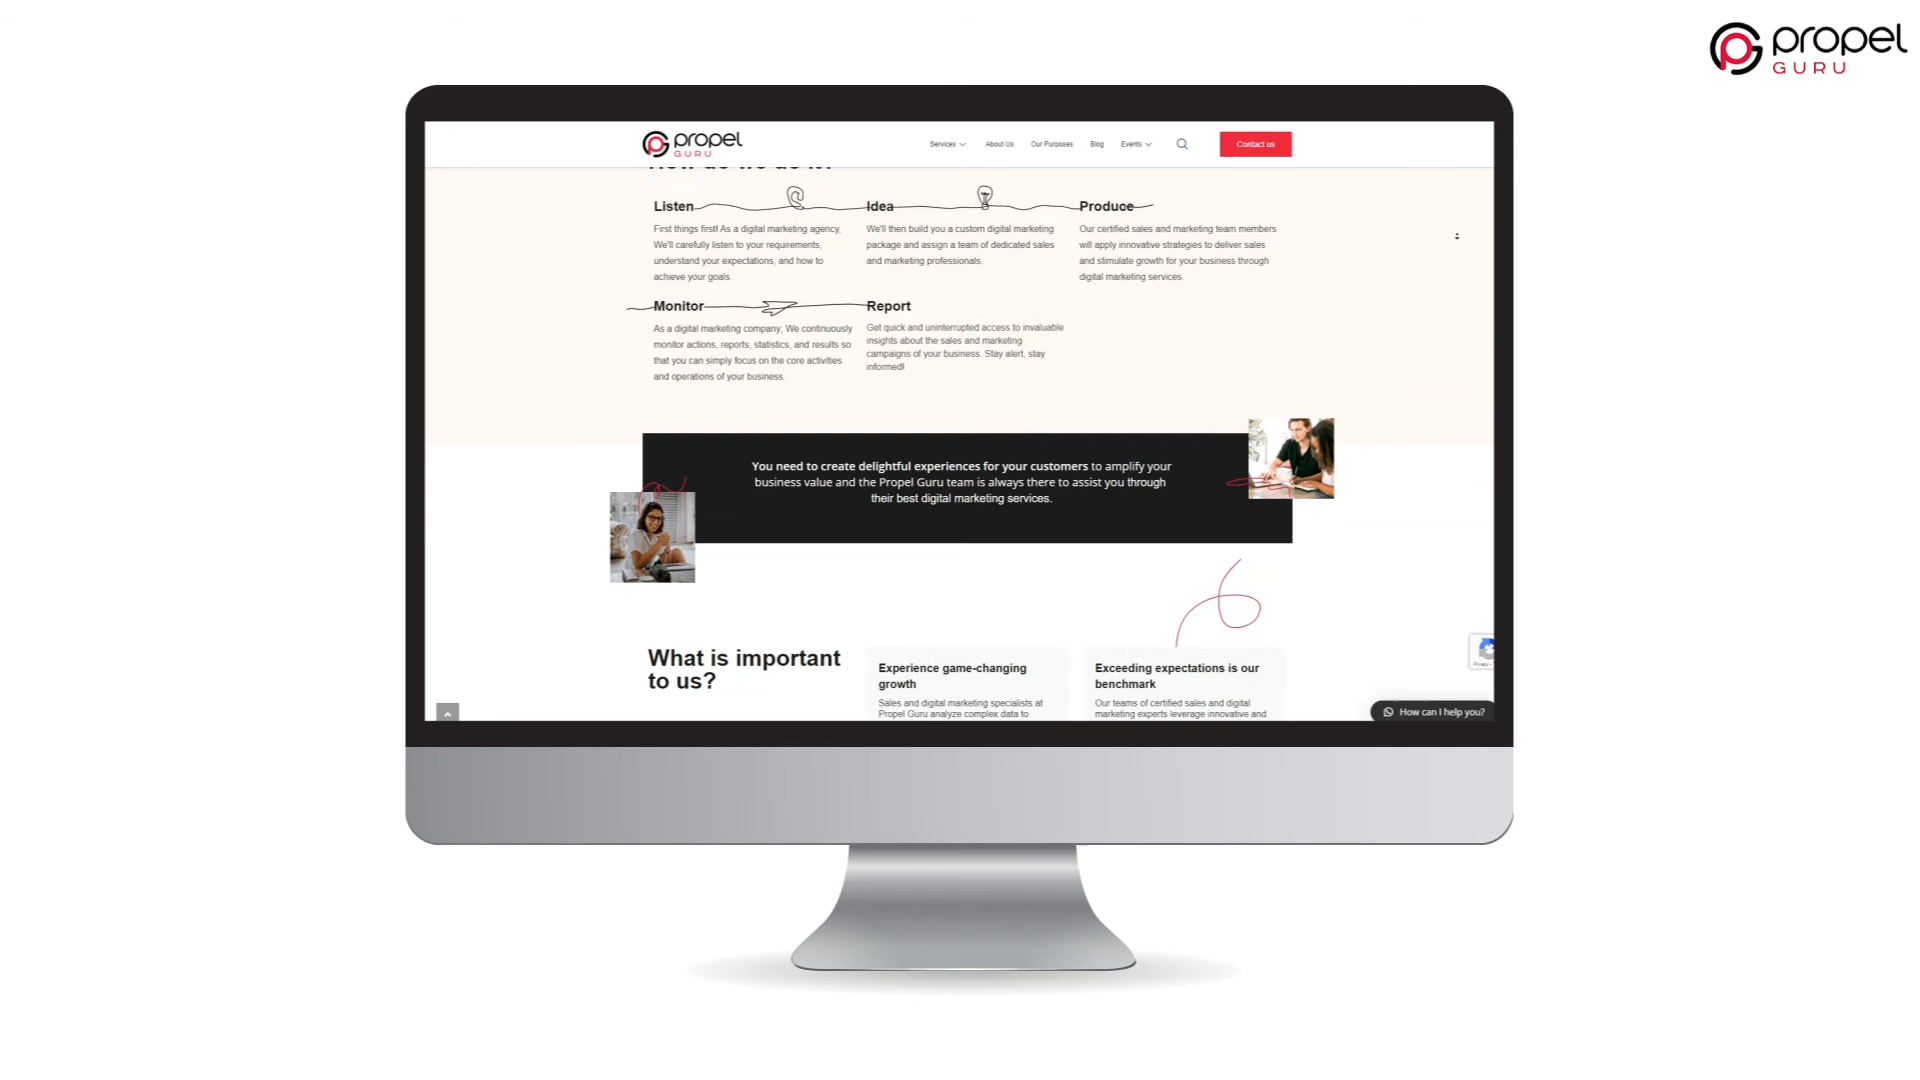 propel
GURU
propel
GURU
Services
About Us
Our Purposes
Blog
Events
Contact us
How do we do it?
Listen
First things first! As a digital marketing agency,
We'll carefully listen to your requirements,
understand your expectations, and how to
achieve your goals.
Idea
We'll then build you a custom digital marketing
package and assign a team of dedicated sales
and marketing professionals.
Produce
Our certified sales and marketing team members
will apply innovative strategies to deliver sales
and stimulate growth for your business through
digital marketing services.
Monitor
As a digital marketing company, We continuously
monitor actions, reports, statistics, and results so
that you can simply focus on the core activities
and operations of your business.
Report
Get quick and uninterrupted access to invaluable
insights about the sales and marketing
campaigns of your business. Stay alert, stay
informed!
You need to create delightful experiences for your customers to amplify your
business value and the Propel Guru team is always there to assist you through
their best digital marketing services.
What is important
to us?
Experience game-changing
growth
Sales and digital marketing specialists at
Propel Guru analyze complex data to
Exceeding expectations is our
benchmark
Our teams of certified sales and digital
marketing experts leverage innovative and
Privacy -
How can I help you?